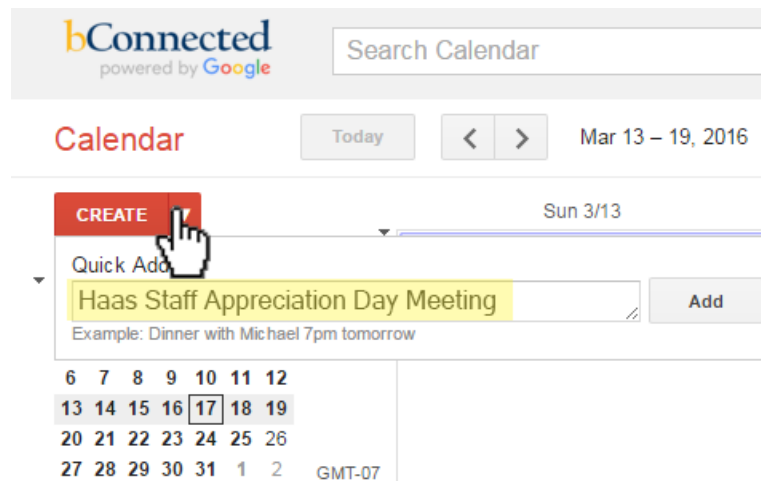 bConnected
powered by Google
Search Calendar
Calendar
Today
Mar 13 – 19, 2016
CREATE
Sun 3/13
Quick Add
Haas Staff Appreciation Day Meeting
Add
Example: Dinner with Michael 7pm tomorrow
6 7 8 9 10 11 12
13 14 15 16 17 18 19
20 21 22 23 24 25 26
27 28 29 30 31 1 2
GMT-07